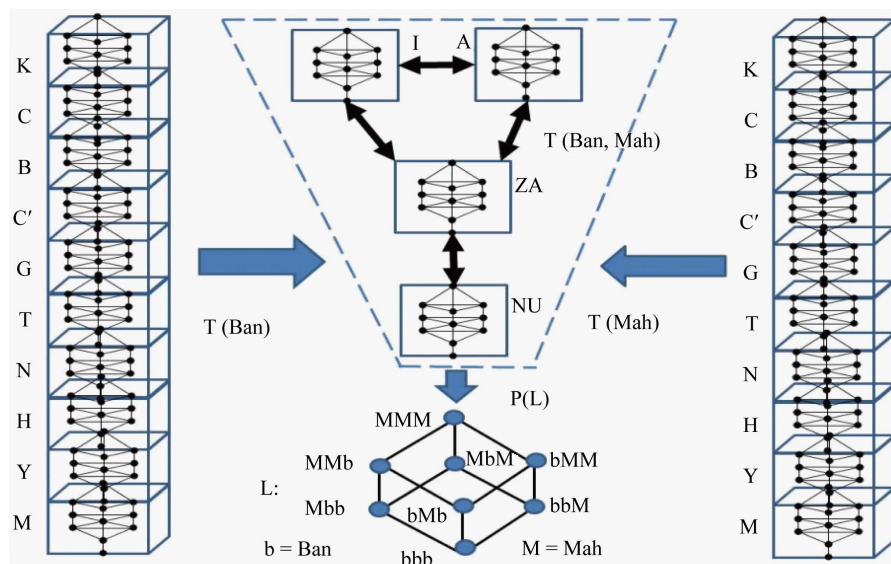 K
C
B
C′
G
T
N
H
Y
M
T (Ban)
I
A
T (Ban, Mah)
ZA
NU
T (Mah)
P(L)
MMM
MMb
MbM
bMM
L:
Mbb
bMb
bbM
b = Ban
bbb
M = Mah
K
C
B
C′
G
T
N
H
Y
M